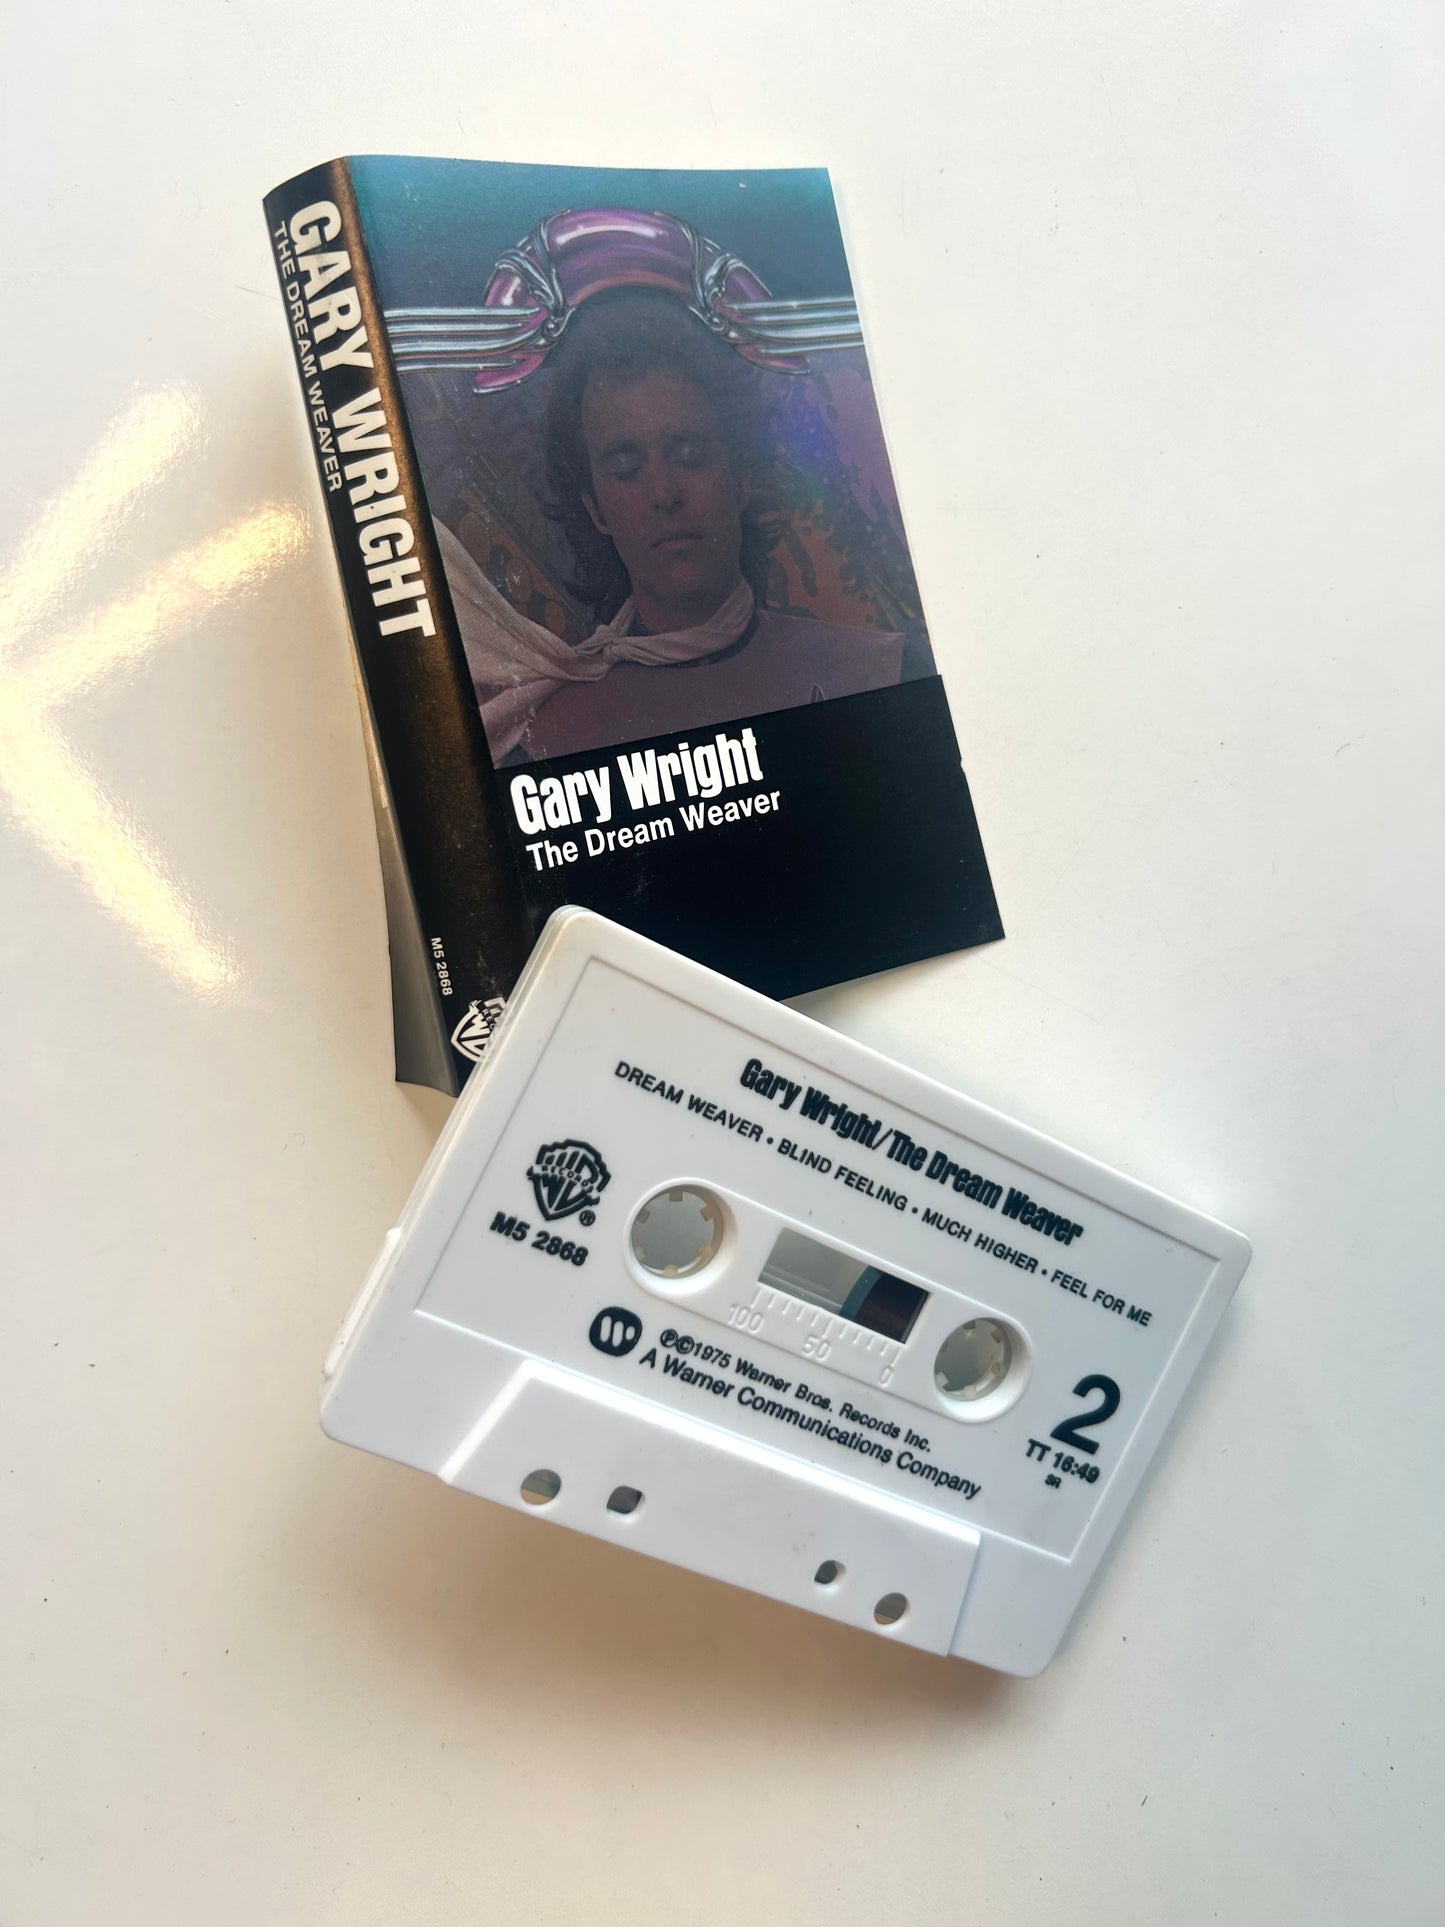 GARY WRIGHT
THE DREAM WEAVER
M5 2868
Gary Wright
The Dream Weaver
Gary Wright/The Dream Weaver
DREAM WEAVER • BLIND FEELING • MUCH HIGHER • FEEL FOR ME
RECORDS
®
M5 2868
100 50 0
℗©1975 Warner Bros. Records Inc.
A Warner Communications Company
2
TT 16:49
SR